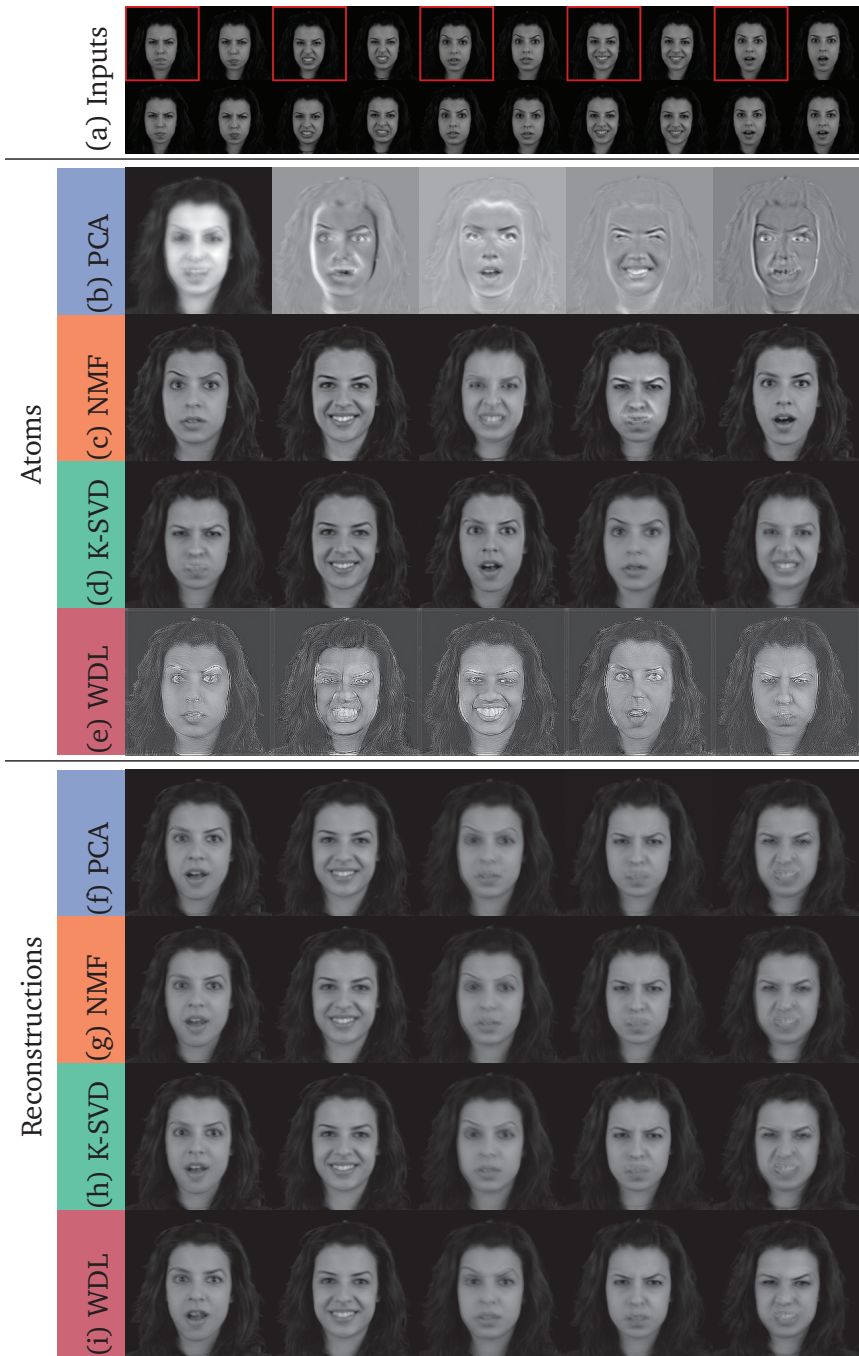 (a) Inputs
Atoms
(b) PCA
(c) NMF
(d) K-SVD
(e) WDL
Reconstructions
(f) PCA
(g) NMF
(h) K-SVD
(i) WDL